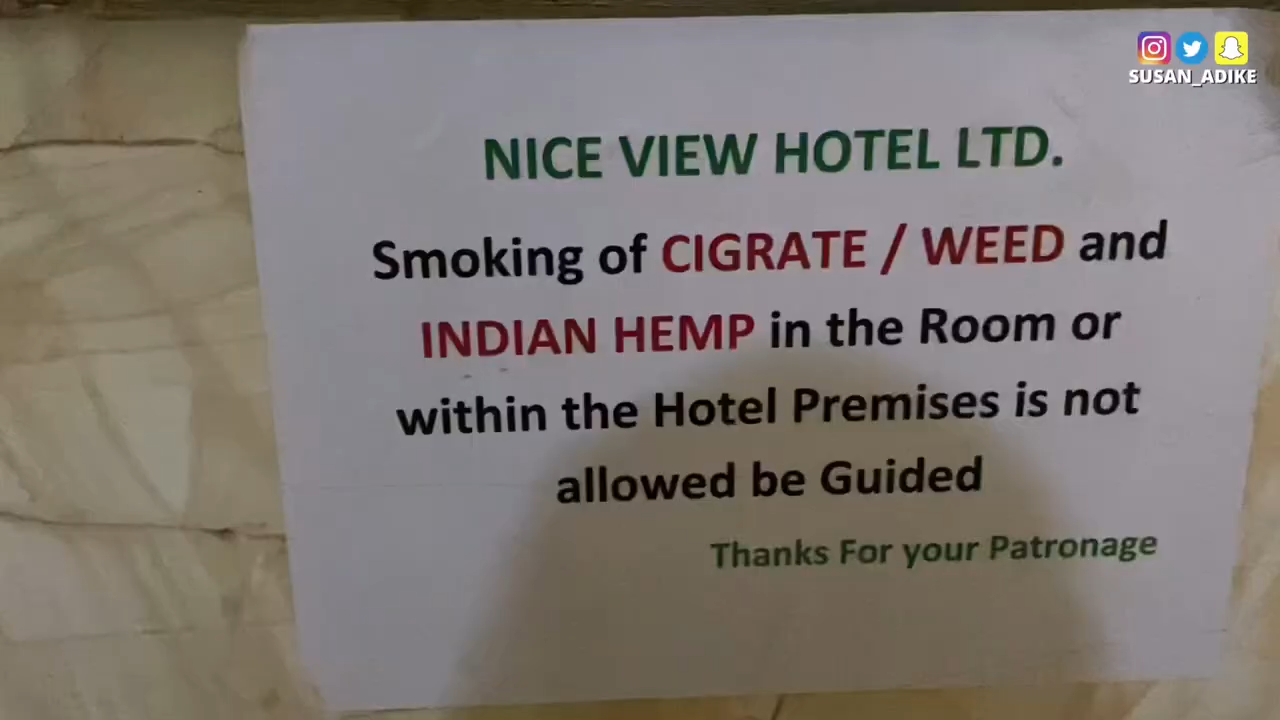 SUSAN_ADIKE
NICE VIEW HOTEL LTD.
Smoking of CIGRATE / WEED and
INDIAN HEMP in the Room or
within the Hotel Premises is not
allowed be Guided
Thanks For your Patronage